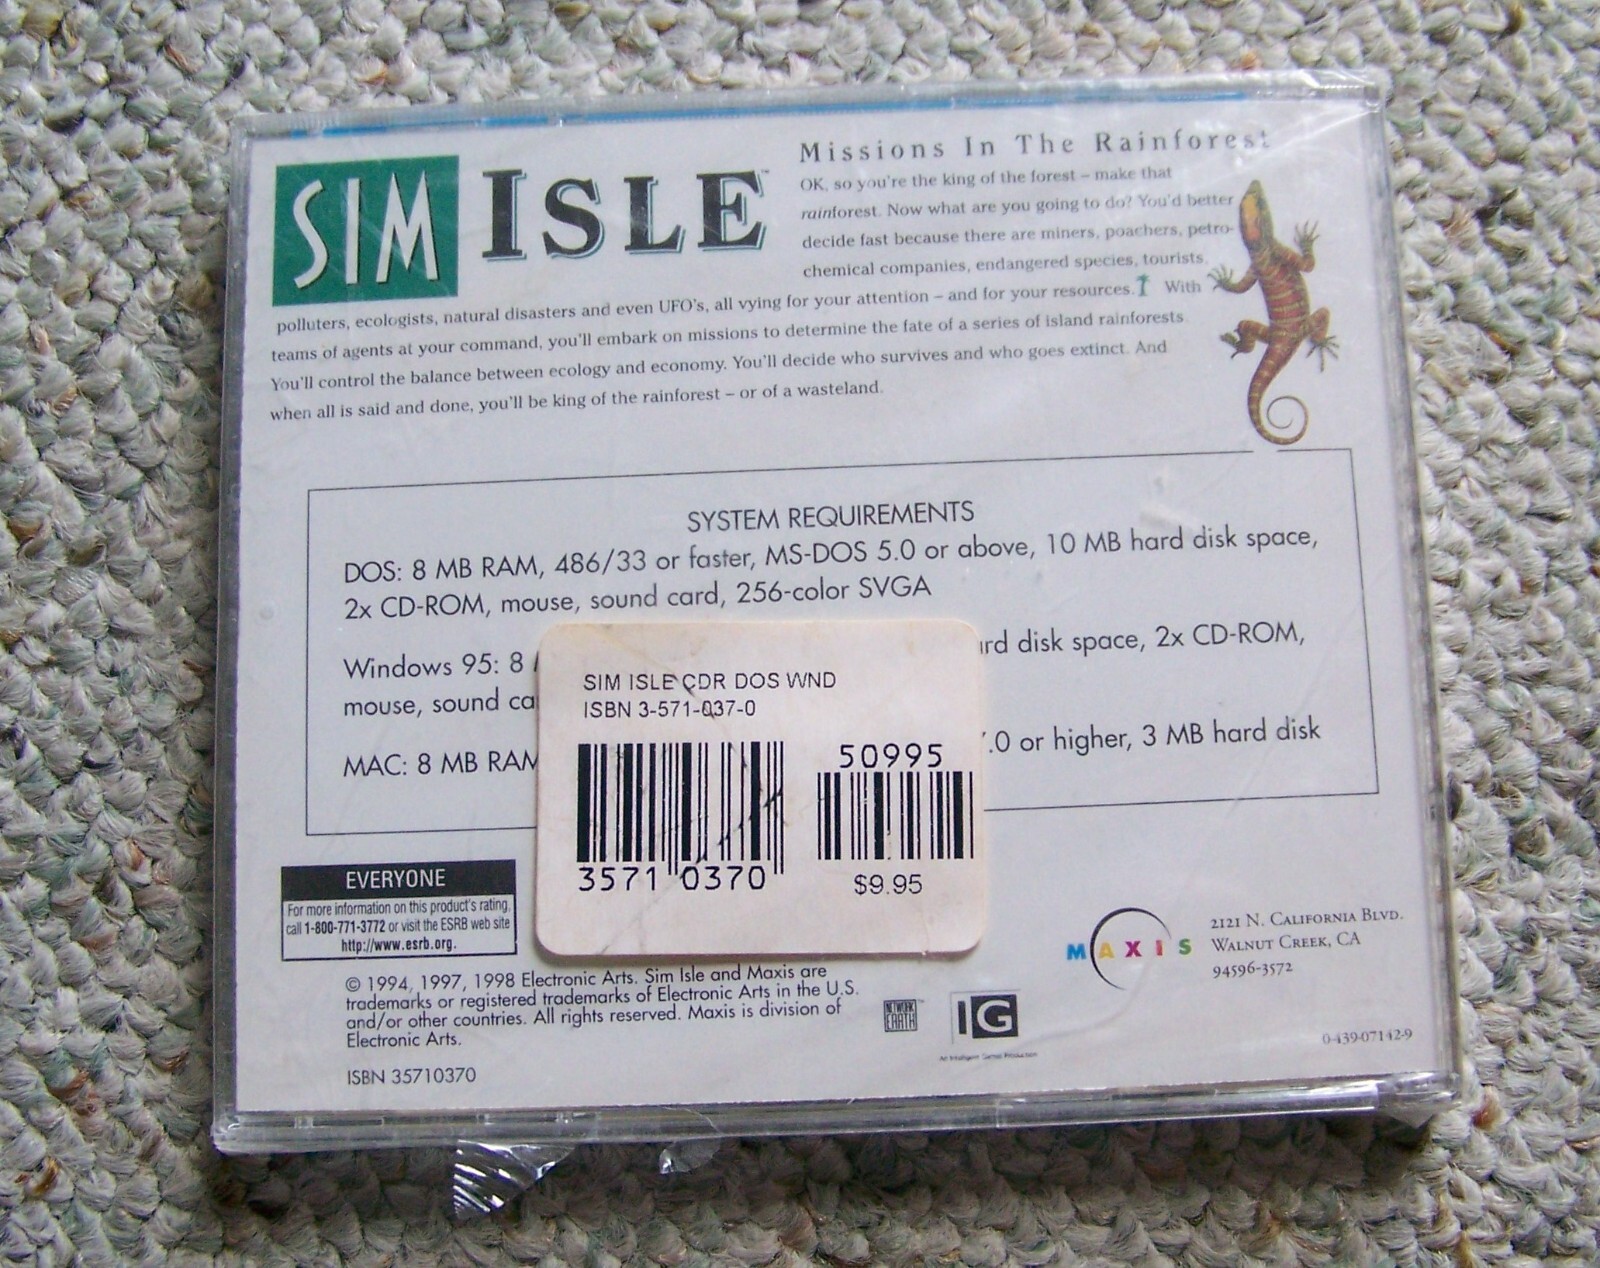 SIM ISLE™
Missions In The Rainforest
OK, so you're the king of the forest – make that
rainforest. Now what are you going to do? You'd better
decide fast because there are miners, poachers, petro-
chemical companies, endangered species, tourists,
polluters, ecologists, natural disasters and even UFO's, all vying for your attention – and for your resources. With
teams of agents at your command, you'll embark on missions to determine the fate of a series of island rainforests.
You'll control the balance between ecology and economy. You'll decide who survives and who goes extinct. And
when all is said and done, you'll be king of the rainforest – or of a wasteland.
SYSTEM REQUIREMENTS
DOS: 8 MB RAM, 486/33 or faster, MS-DOS 5.0 or above, 10 MB hard disk space,
2x CD-ROM, mouse, sound card, 256-color SVGA
Windows 95: 8 disk space, 2x CD-ROM,
mouse, sound
MAC: 8 MB RAM .0 or higher, 3 MB hard disk
SIM ISLE CDR DOS WND
ISBN 3-571-037-0
50995
3571 0370
$9.95
EVERYONE
For more information on this product's rating,
call 1-800-771-3772 or visit the ESRB web site
http://www.esrb.org.
© 1994, 1997, 1998 Electronic Arts. Sim Isle and Maxis are
trademarks or registered trademarks of Electronic Arts in the U.S.
and/or other countries. All rights reserved. Maxis is division of
Electronic Arts.
ISBN 35710370
NETWORK
EARTH™
IG
An Intelligent Games Production
MAXIS
2121 N. California Blvd.
Walnut Creek, CA
94596-3572
0-439-07142-9